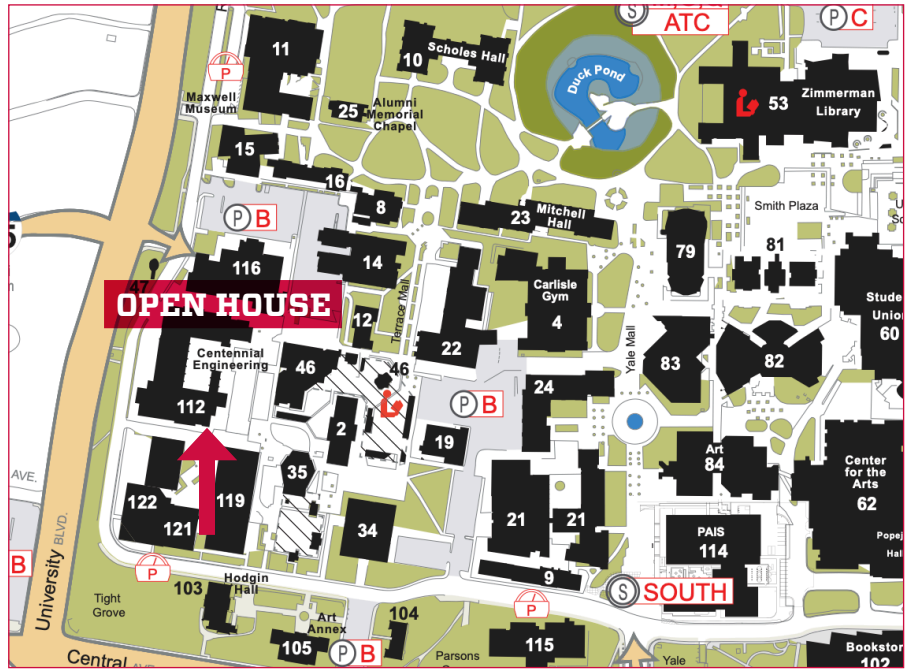 ATC
S
P C
11
10
Scholes Hall
Duck Pond
53
Zimmerman
Library
P
Maxwell
Museum
25
Alumni
Memorial
Chapel
15
16
8
P B
23
Mitchell
Hall
Smith Plaza
79
81
14
116
47
OPEN HOUSE
Carlisle
Gym
4
12
Terrace Mall
22
Yale Mall
83
82
60
Centennial
Engineering
46
46
112
24
P B
2
19
Art
84
Center
for the
Arts
62
35
122
121
119
34
21
21
PAIS
114
AVE.
University BLVD.
B
P
103
Hodgin
Hall
9
S SOUTH
P
Tight
Grove
Art
Annex
105
104
P B
Parsons
115
Yale
Central AVE.
102